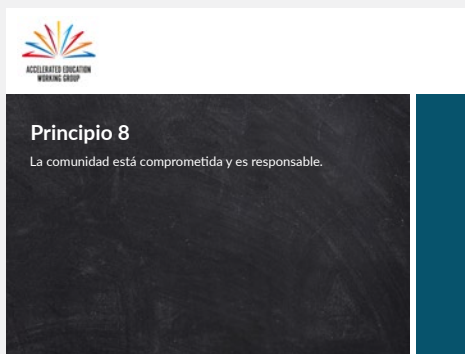 ACCELERATED EDUCATION
WORKING GROUP
Principio 8
La comunidad está comprometida y es responsable.